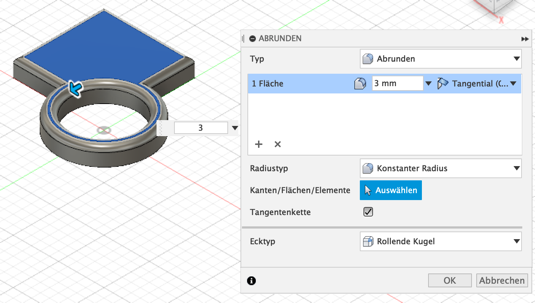 X
ABRUNDEN
Typ Abrunden
1 Fläche 3 mm Tangential (...
3
Radiustyp Konstanter Radius
Kanten/Flächen/Elemente Auswählen
Tangentenkette
Ecktyp Rollende Kugel
OK Abbrechen